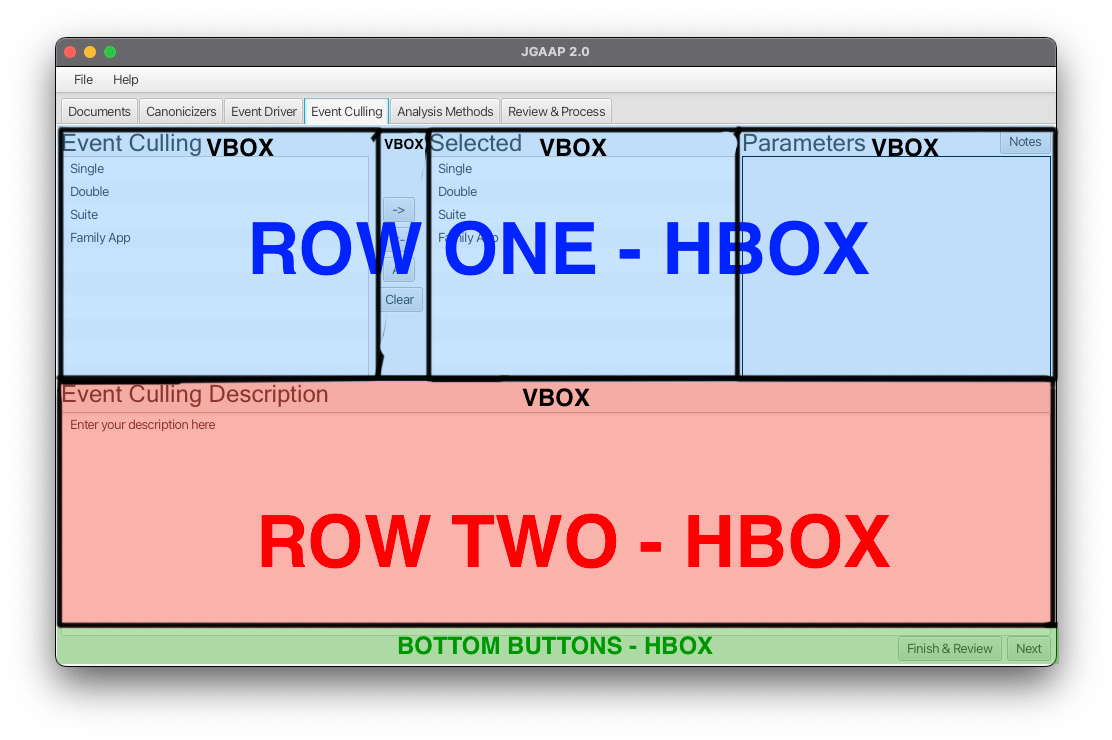 JGAAP 2.0
File Help
Documents Canonicizers Event Driver Event Culling Analysis Methods Review & Process
Event Culling VBOX VBOX Selected VBOX Parameters VBOX Notes
Single Single
Double Double
-> Suite Suite
Family App Family App
ROW ONE - HBOX
Clear
Event Culling Description VBOX
Enter your description here
ROW TWO - HBOX
BOTTOM BUTTONS - HBOX Finish & Review Next